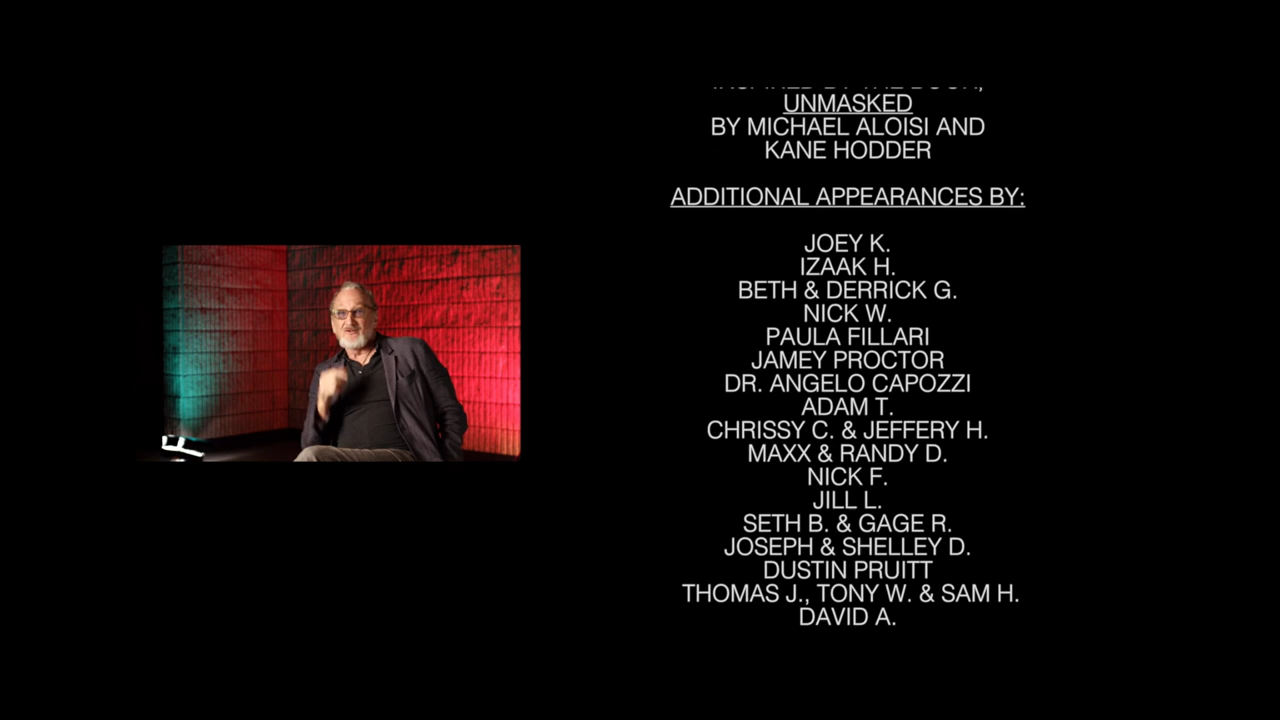 UNMASKED
BY MICHAEL ALOISI AND
KANE HODDER
ADDITIONAL APPEARANCES BY:
JOEY K.
IZAAK H.
BETH & DERRICK G.
NICK W.
PAULA FILLARI
JAMEY PROCTOR
DR. ANGELO CAPOZZI
ADAM T.
CHRISSY C. & JEFFERY H.
MAXX & RANDY D.
NICK F.
JILL L.
SETH B. & GAGE R.
JOSEPH & SHELLEY D.
DUSTIN PRUITT
THOMAS J., TONY W. & SAM H.
DAVID A.